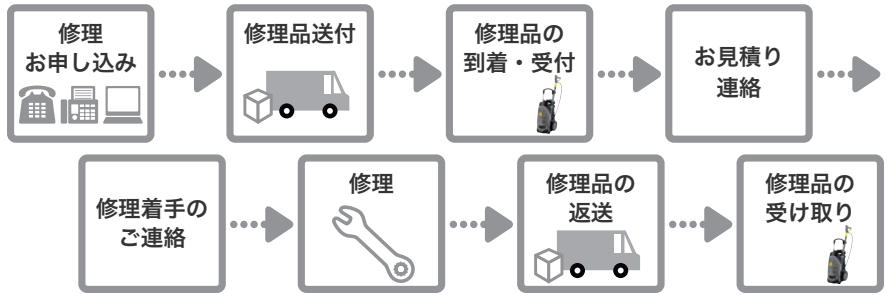 修理
お申し込み
修理品送付
修理品の
到着・受付
お見積り
連絡
修理着手の
ご連絡
修理
修理品の
返送
修理品の
受け取り